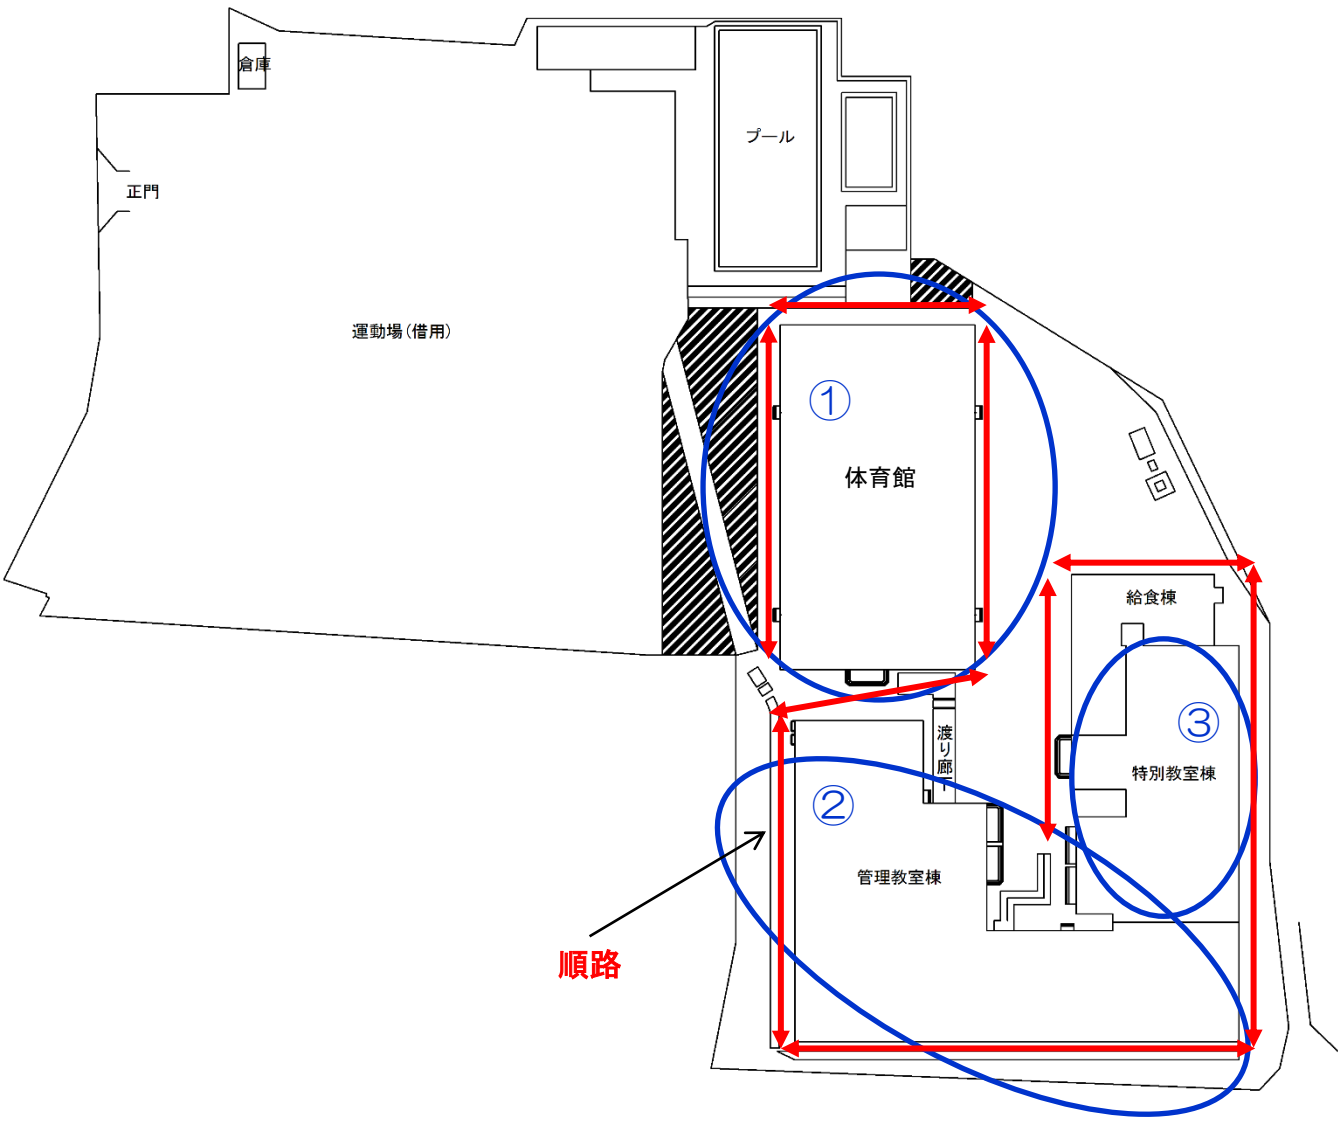 倉庫
プール
正門
運動場(借用)
①
体育館
給食棟
③
渡り廊下
特別教室棟
②
管理教室棟
順路